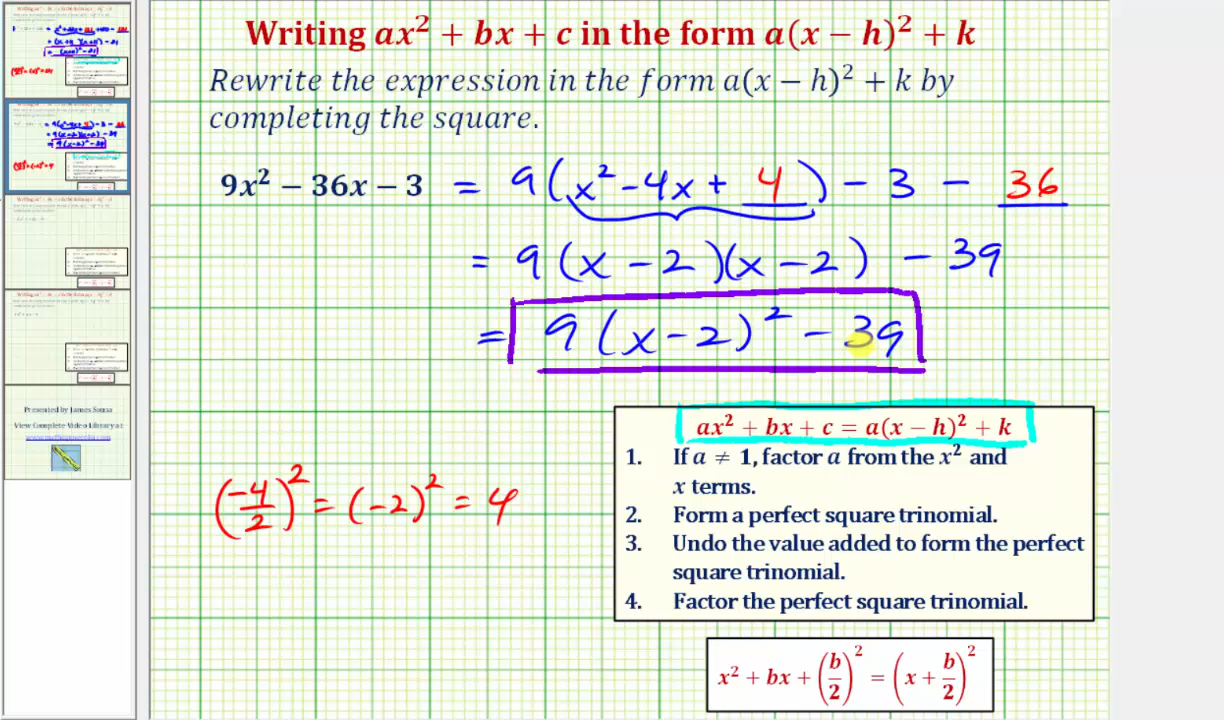 Writing ax² + bx + c in the form a(x − h)² + k
Rewrite the expression in the form a(x − h)² + k by
completing the square.
9x² − 36x − 3 = 9(x² − 4x + 4) − 3 − 36
= 9(x − 2)(x − 2) − 39
= 9(x − 2)² − 39
(−4/2)² = (−2)² = 4
ax² + bx + c = a(x − h)² + k
1. If a ≠ 1, factor a from the x² and
x terms.
2. Form a perfect square trinomial.
3. Undo the value added to form the perfect
square trinomial.
4. Factor the perfect square trinomial.
x² + bx + (b/2)² = (x + b/2)²
Presented by James Sousa
View Complete Video Library at